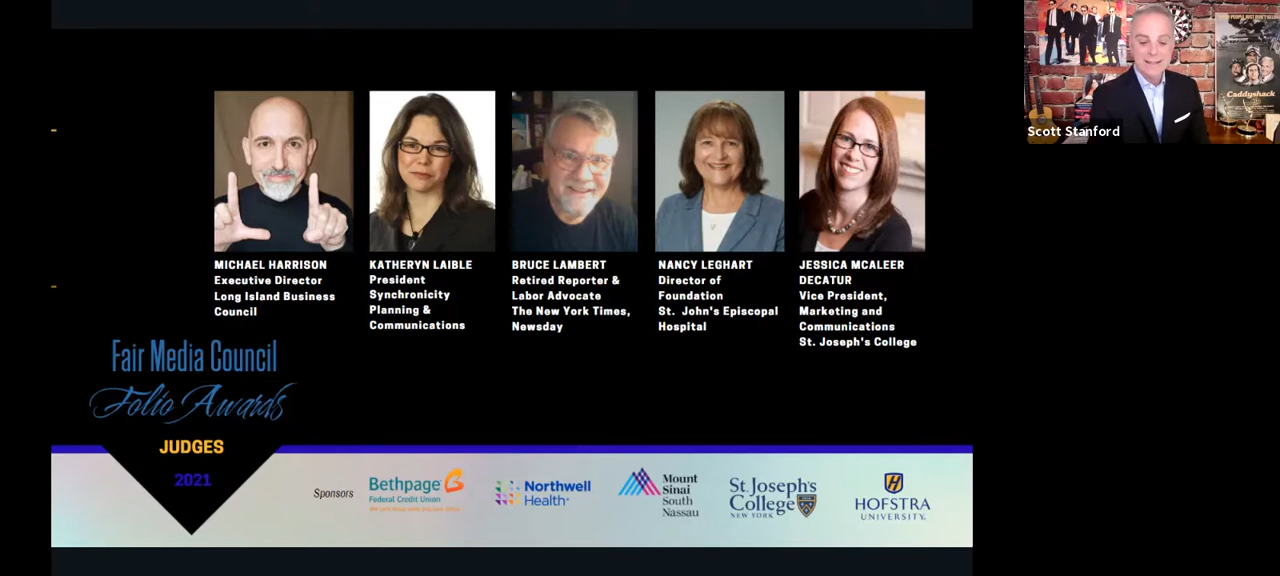 MICHAEL HARRISON
Executive Director
Long Island Business
Council
KATHERYN LAIBLE
President
Synchronicity
Planning &
Communications
BRUCE LAMBERT
Retired Reporter &
Labor Advocate
The New York Times,
Newsday
NANCY LEGHART
Director of
Foundation
St. John's Episcopal
Hospital
JESSICA MCALEER
DECATUR
Vice President,
Marketing and
Communications
St. Joseph's College
Scott Stanford
Caddyshack
Fair Media Council
Folio Awards
JUDGES
2021
Sponsors
Bethpage
Federal Credit Union
Northwell
Health
Mount
Sinai
South
Nassau
St. Joseph's
College
NEW YORK
H
HOFSTRA
UNIVERSITY